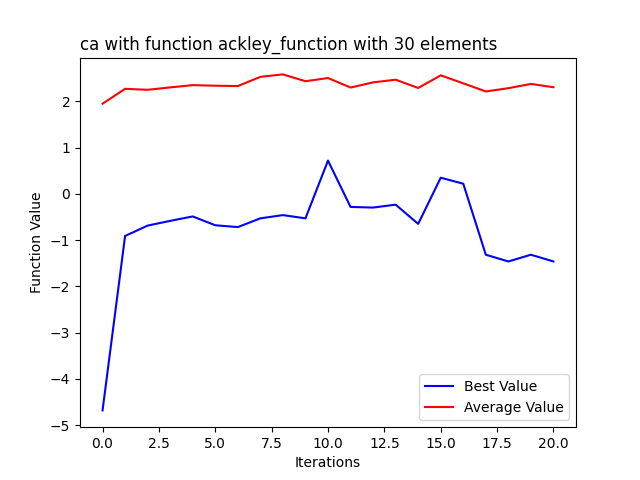 ca with function ackley_function with 30 elements
Function Value
2
1
0
−1
−2
−3
−4
−5
0.0 2.5 5.0 7.5 10.0 12.5 15.0 17.5 20.0
Iterations
Best Value
Average Value